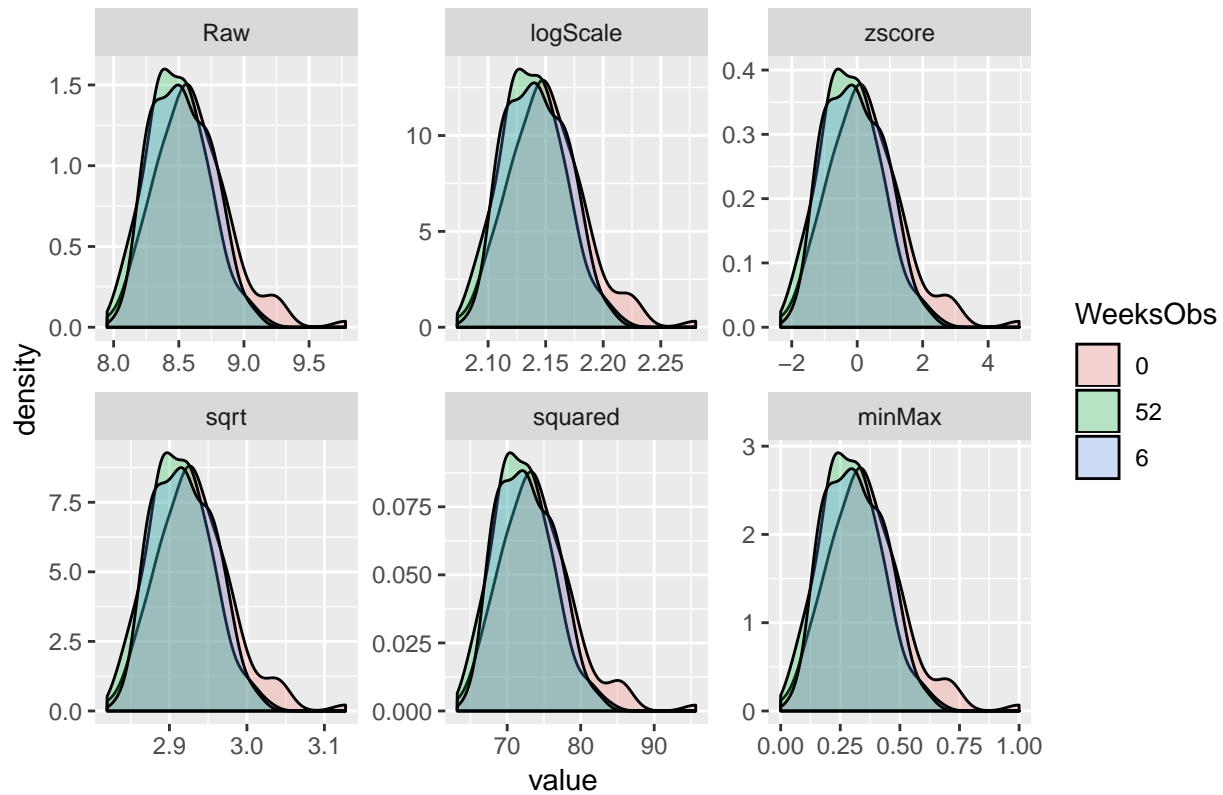 Raw
logScale
zscore
1.5
1.0
0.5
0.0
8.0 8.5 9.0 9.5
10
5
0
2.10 2.15 2.20 2.25
0.4
0.3
0.2
0.1
0.0
−2 0 2 4
sqrt
squared
minMax
7.5
5.0
2.5
0.0
2.9 3.0 3.1
0.075
0.050
0.025
0.000
70 80 90
3
2
1
0
0.00 0.25 0.50 0.75 1.00
density
value
WeeksObs
0
52
6